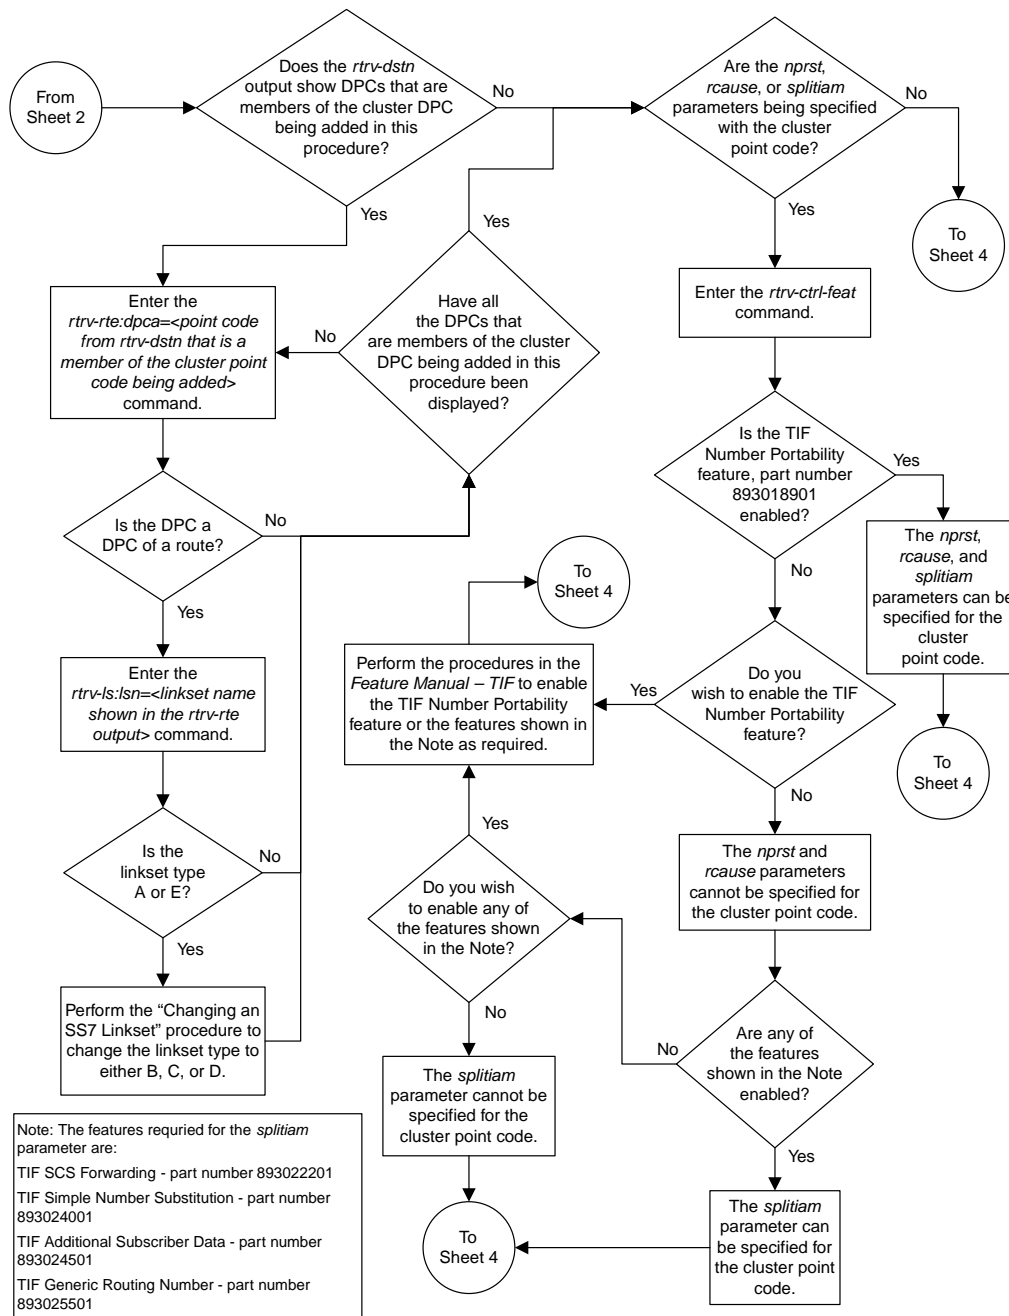 From
Sheet 2
Does the rtrv-dstn
output show DPCs that are
members of the cluster DPC
being added in this
procedure?
No
Yes
Are the nprst,
rcause, or splitiam
parameters being specified
with the cluster
point code?
No
Yes
To
Sheet 4
Enter the
rtrv-rte:dpca=<point code
from rtrv-dstn that is a
member of the cluster point
code being added>
command.
Have all
the DPCs that
are members of the cluster
DPC being added in this
procedure been
displayed?
Yes
No
Enter the rtrv-ctrl-feat
command.
Is the DPC a
DPC of a route?
No
Yes
Is the TIF
Number Portability
feature, part number
893018901
enabled?
Yes
No
The nprst,
rcause, and
splitiam
parameters can be
specified for the
cluster
point code.
To
Sheet 4
To
Sheet 4
Enter the
rtrv-ls:lsn=<linkset name
shown in the rtrv-rte
output> command.
Perform the procedures in the
Feature Manual – TIF to enable
the TIF Number Portability
feature or the features shown in
the Note as required.
Yes
Do you
wish to enable the TIF
Number Portability
feature?
No
Is the
linkset type
A or E?
No
Yes
Yes
Do you wish
to enable any of
the features shown
in the Note?
No
The nprst and
rcause parameters
cannot be specified for
the cluster point code.
Perform the “Changing an
SS7 Linkset” procedure to
change the linkset type to
either B, C, or D.
No
Are any of
the features
shown in the Note
enabled?
Yes
The splitiam
parameter cannot be
specified for the
cluster point code.
The splitiam
parameter can
be specified for
the cluster point
code.
To
Sheet 4
Note: The features requried for the splitiam
parameter are:
TIF SCS Forwarding - part number 893022201
TIF Simple Number Substitution - part number
893024001
TIF Additional Subscriber Data - part number
893024501
TIF Generic Routing Number - part number
893025501